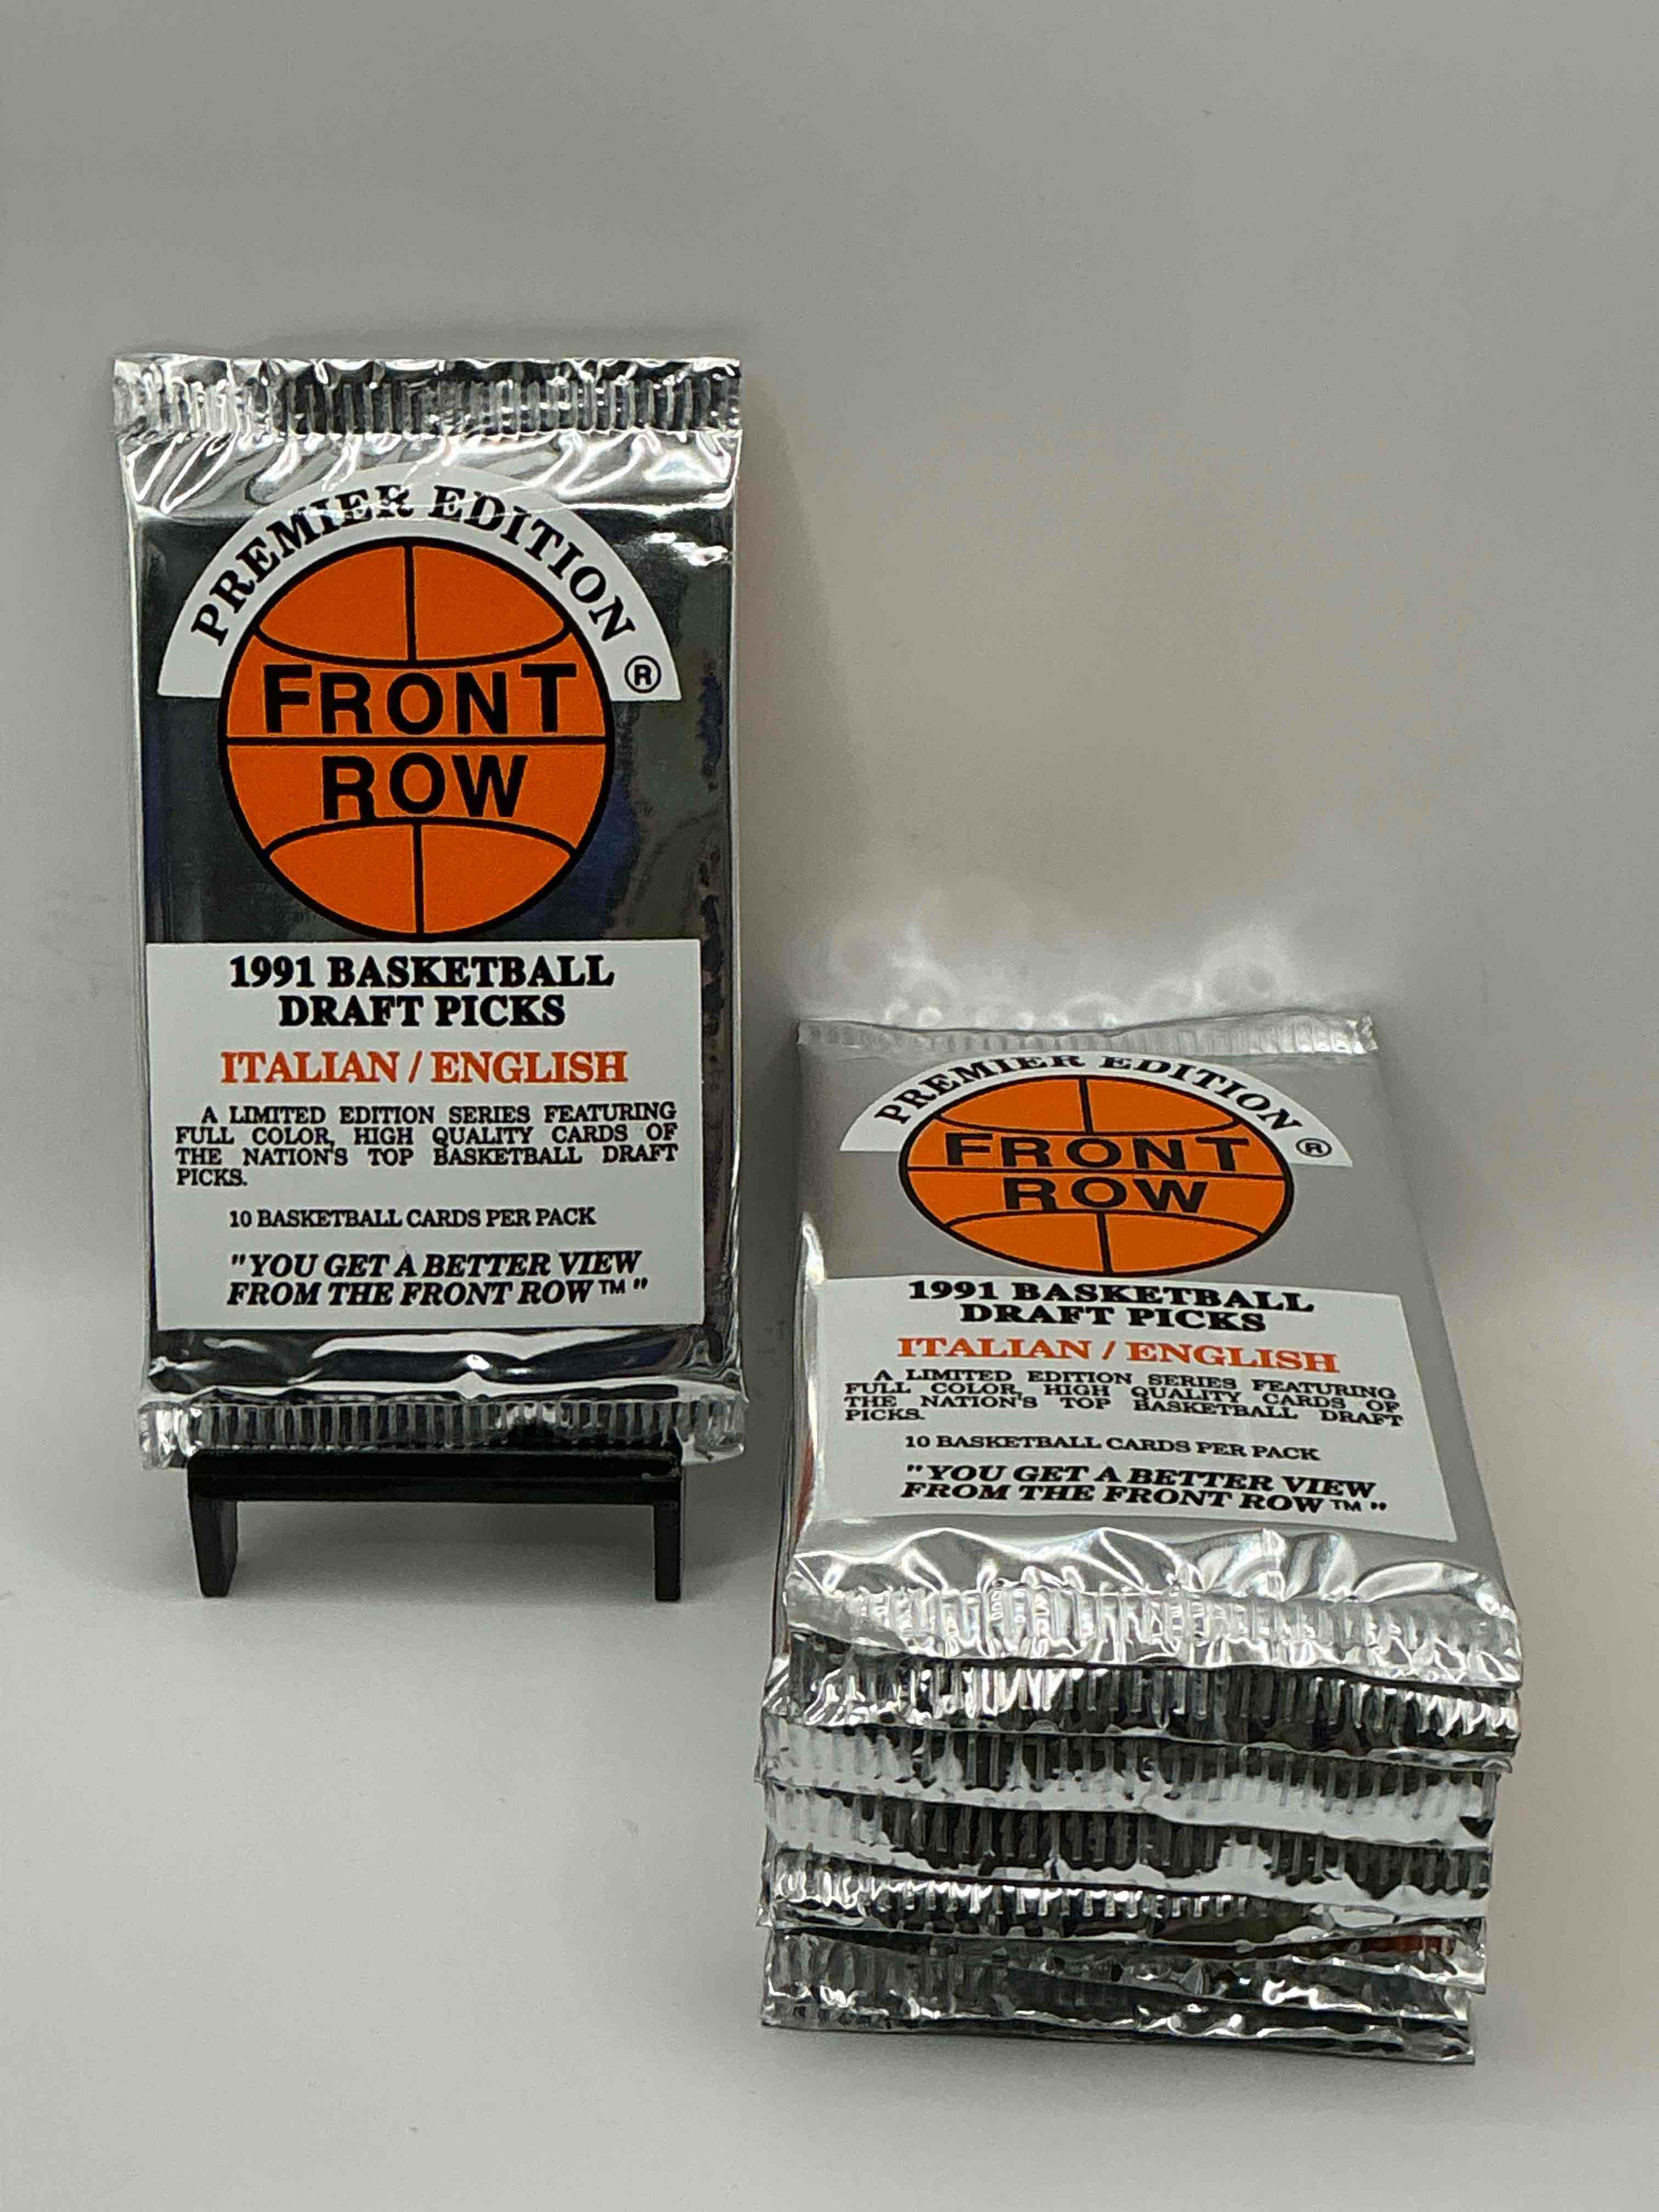 PREMIER EDITION
FRONT
ROW
®
1991 BASKETBALL
DRAFT PICKS
ITALIAN / ENGLISH
A LIMITED EDITION SERIES FEATURING
FULL COLOR, HIGH QUALITY CARDS OF
THE NATION'S TOP BASKETBALL DRAFT
PICKS.
10 BASKETBALL CARDS PER PACK
"YOU GET A BETTER VIEW
FROM THE FRONT ROW ™ "
PREMIER EDITION
FRONT
ROW
®
1991 BASKETBALL
DRAFT PICKS
ITALIAN / ENGLISH
A LIMITED EDITION SERIES FEATURING
FULL COLOR, HIGH QUALITY CARDS OF
THE NATION'S TOP BASKETBALL DRAFT
PICKS.
10 BASKETBALL CARDS PER PACK
"YOU GET A BETTER VIEW
FROM THE FRONT ROW ™ "